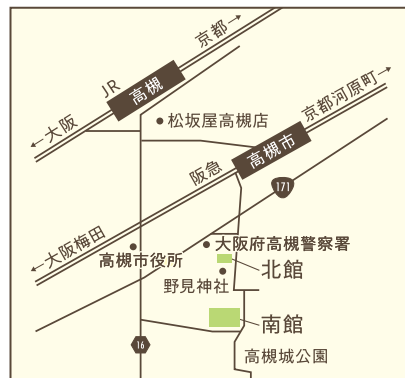 京都→
JR
高槻
←大阪
松坂屋高槻店
京都河原町→
高槻市
阪急
171
←大阪梅田
高槻市役所
大阪府高槻警察署
北館
野見神社
南館
16
高槻城公園